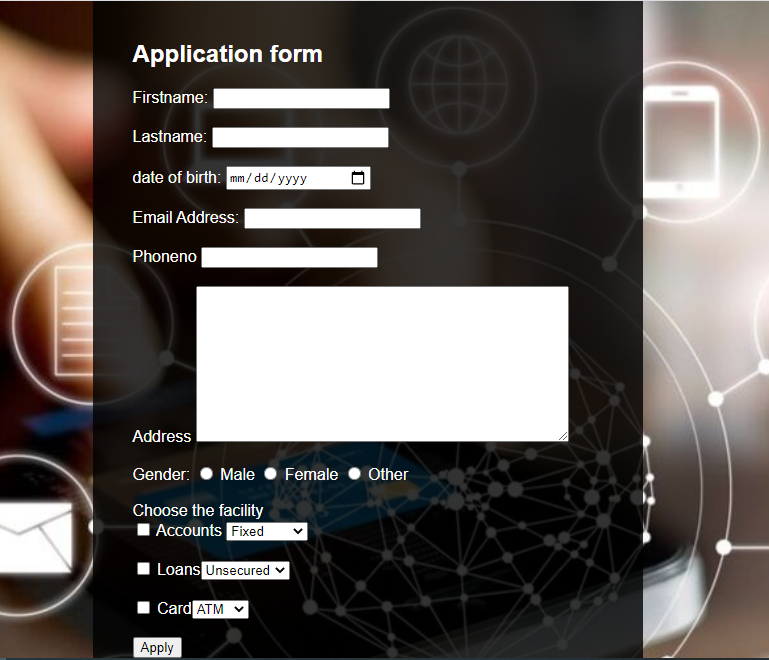 Application form
Firstname:
Lastname:
date of birth: mm/dd/yyyy
Email Address:
Phoneno
Address
Gender: Male Female Other
Choose the facility
Accounts Fixed
Loans Unsecured
Card ATM
Apply